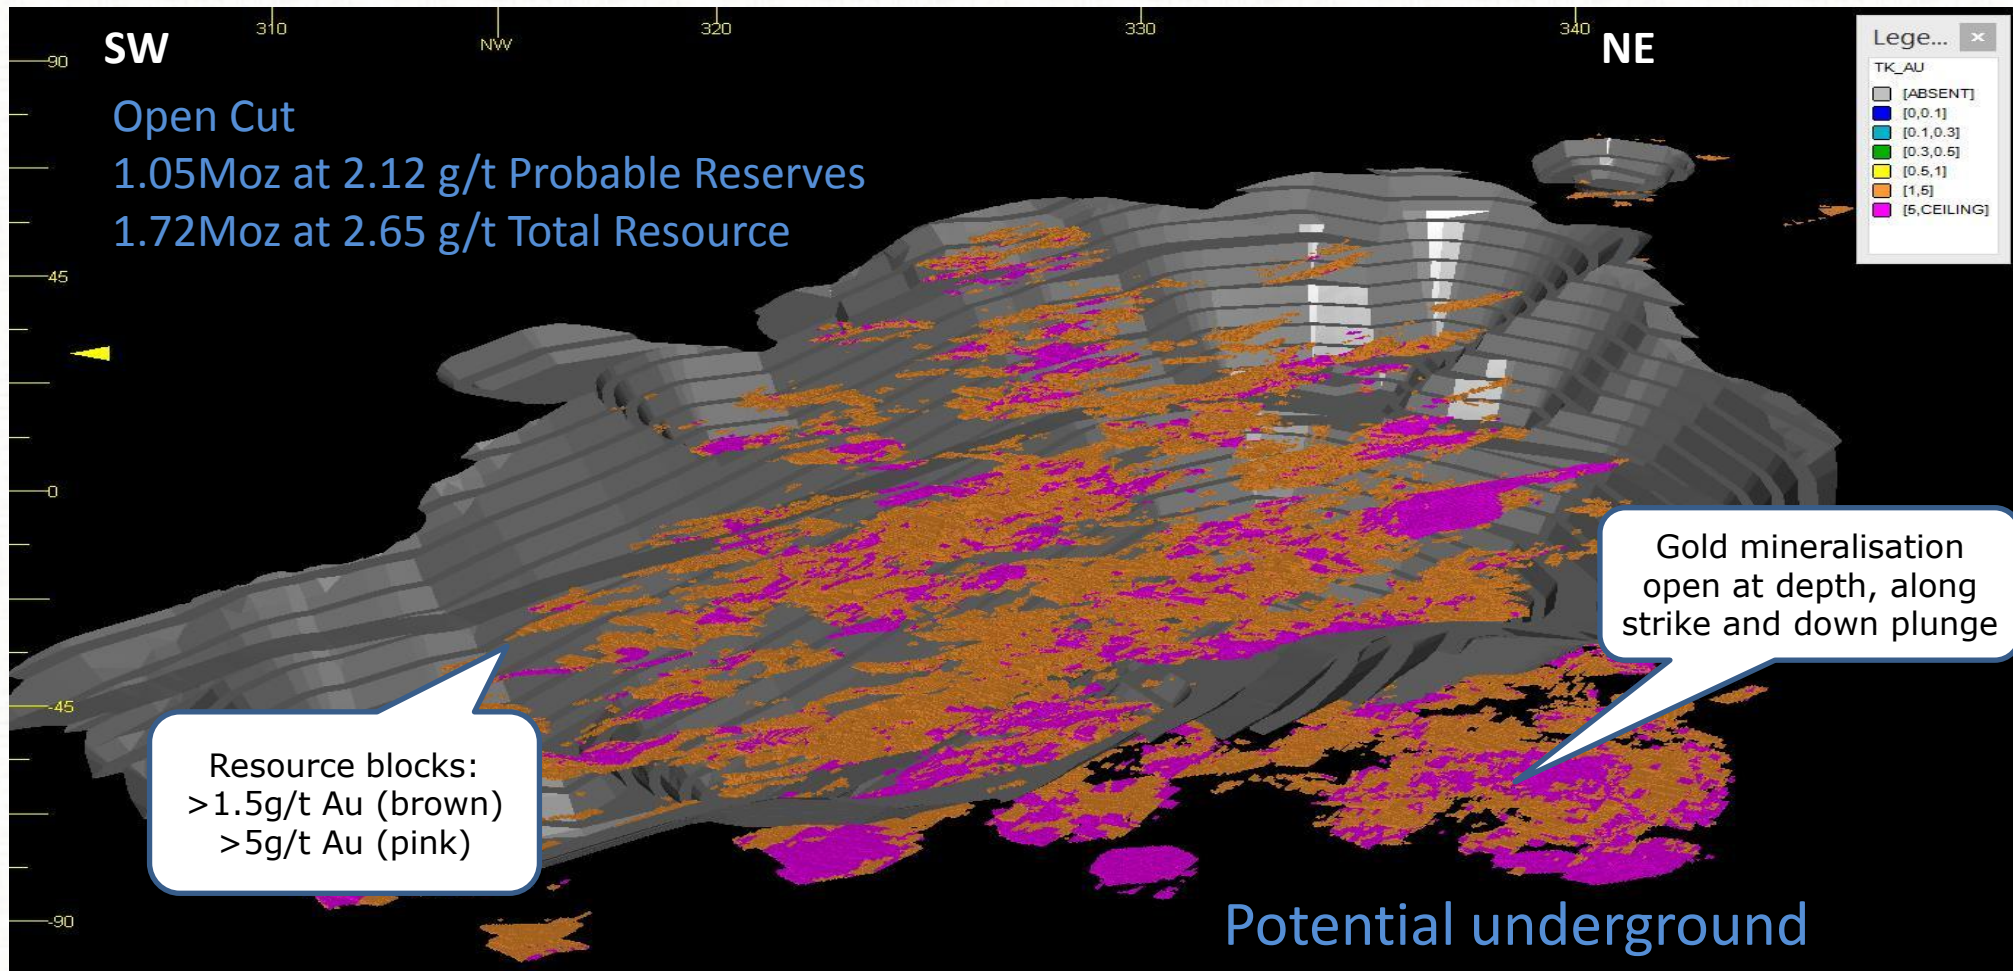 310
NW
320
330
340
SW
NE
90
45
0
-45
-90
Open Cut
1.05Moz at 2.12 g/t Probable Reserves
1.72Moz at 2.65 g/t Total Resource
Lege... ×
TK_AU
[ABSENT]
[0,0.1]
[0.1,0.3]
[0.3,0.5]
[0.5,1]
[1,5]
[5,CEILING]
Gold mineralisation
open at depth, along
strike and down plunge
Resource blocks:
>1.5g/t Au (brown)
>5g/t Au (pink)
Potential underground